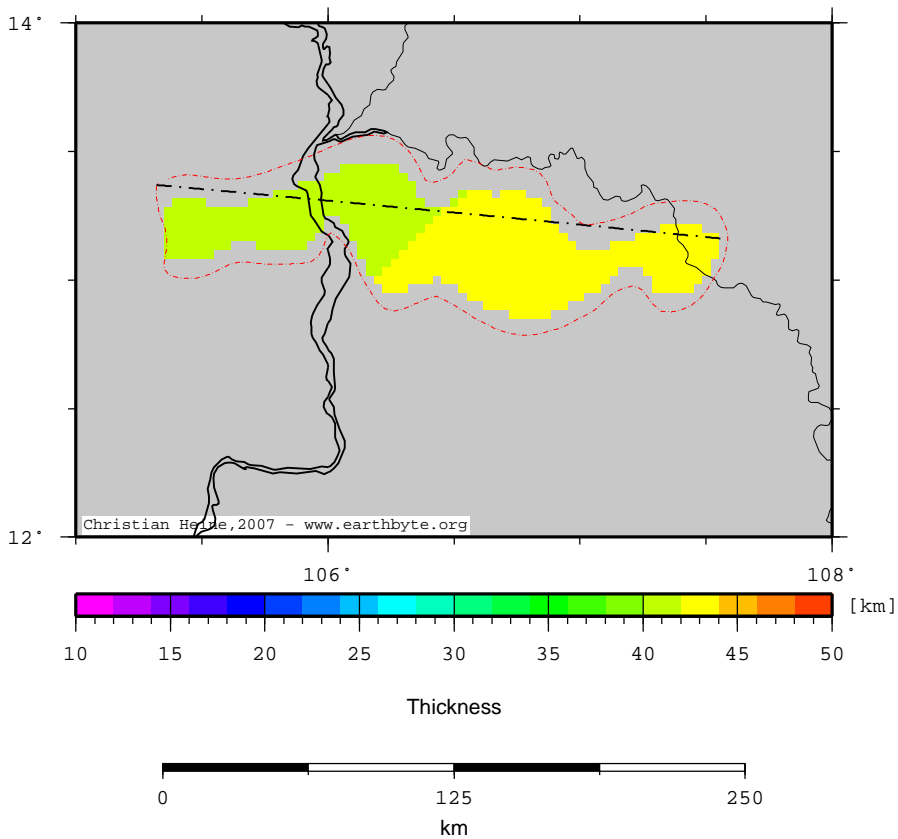 14°
12°
Christian Heine,2007 - www.earthbyte.org
106° 108°
[km]
10 15 20 25 30 35 40 45 50
Thickness
0 125 250
km